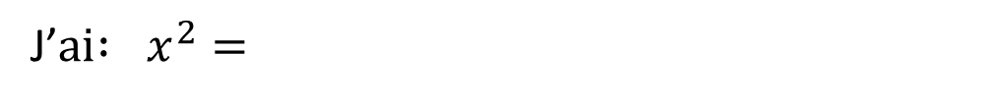 J’ai: x² =